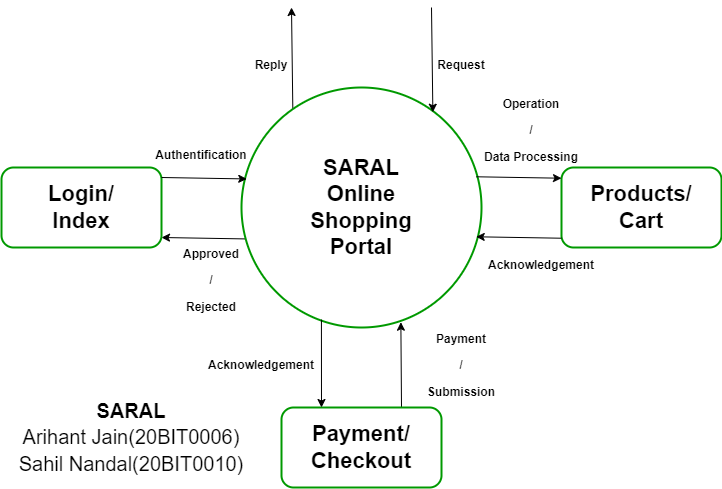 Reply
Request
Operation
/
Data Processing
Authentification
SARAL
Online
Shopping
Portal
Login/
Index
Products/
Cart
Approved
/
Rejected
Acknowledgement
Acknowledgement
Payment
/
Submission
Payment/
Checkout
SARAL
Arihant Jain(20BIT0006)
Sahil Nandal(20BIT0010)